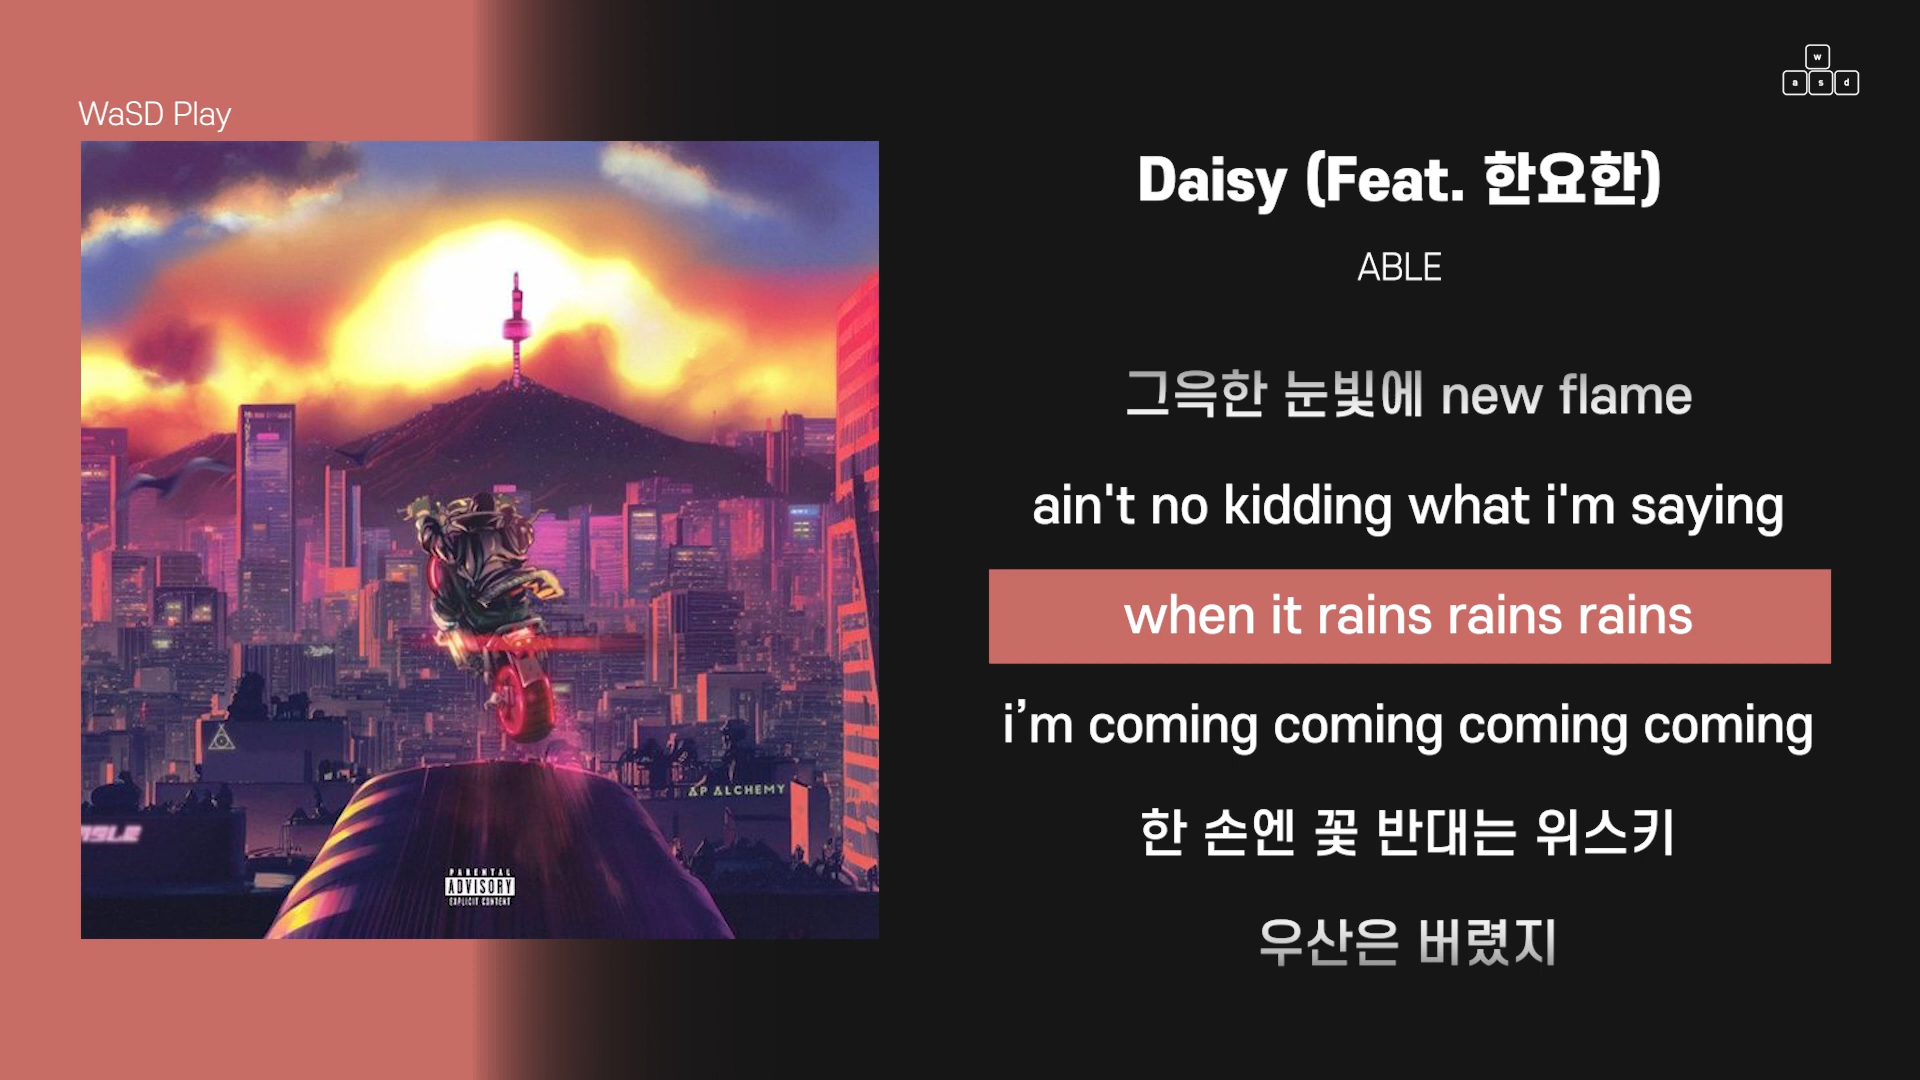 w
a s d
WaSD Play
Daisy (Feat. 한요한)
ABLE
그윽한 눈빛에 new flame
ain't no kidding what i'm saying
when it rains rains rains
i’m coming coming coming coming
한 손엔 꽃 반대는 위스키
우산은 버렸지
AP ALCHEMY
PARENTAL
ADVISORY
EXPLICIT CONTENT